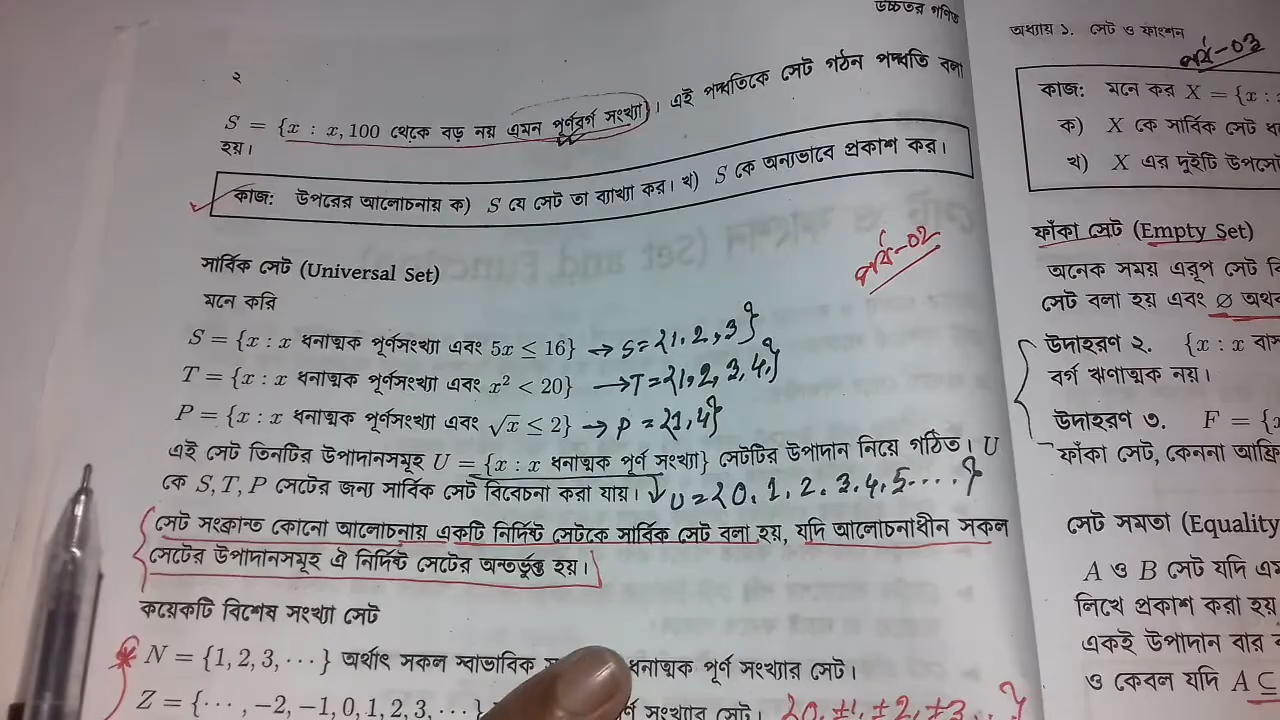 উচ্চতর গণিত
২
S = {x : x, 100 থেকে বড় নয় এমন পূর্ণবর্গ সংখ্যা}। এই পদ্ধতিকে সেট গঠন পদ্ধতি বলা
হয়।
কাজ: উপরের আলোচনায় ক) S যে সেট তা ব্যাখ্যা কর। খ) S কে অন্যভাবে প্রকাশ কর।
পর্ব-02
সার্বিক সেট (Universal Set)
মনে করি
S = {x : x ধনাত্মক পূর্ণসংখ্যা এবং 5x ≤ 16} → S={1, 2, 3}
T = {x : x ধনাত্মক পূর্ণসংখ্যা এবং x² < 20} → T={1, 2, 3, 4}
P = {x : x ধনাত্মক পূর্ণসংখ্যা এবং √x ≤ 2} → P = {1, 4}
এই সেট তিনটির উপাদানসমূহ U = {x : x ধনাত্মক পূর্ণ সংখ্যা} সেটটির উপাদান নিয়ে গঠিত। U
কে S, T, P সেটের জন্য সার্বিক সেট বিবেচনা করা যায়। ↓ U = {0, 1, 2, 3, 4, 5.....}
সেট সংক্রান্ত কোনো আলোচনায় একটি নির্দিষ্ট সেটকে সার্বিক সেট বলা হয়, যদি আলোচনাধীন সকল
সেটের উপাদানসমূহ ঐ নির্দিষ্ট সেটের অন্তর্ভুক্ত হয়।
কয়েকটি বিশেষ সংখ্যা সেট
N = {1, 2, 3, ···} অর্থাৎ সকল স্বাভাবিক ধনাত্মক পূর্ণ সংখ্যার সেট।
Z = {···, −2, −1, 0, 1, 2, 3, ···} সংখ্যার সেট। {0, ±1, ±2, ±3...}
অধ্যায় ১. সেট ও ফাংশন
পর্ব-03
কাজ: মনে কর X = {x :
ক) X কে সার্বিক সেট
খ) X এর দুইটি
ফাঁকা সেট (Empty Set)
অনেক সময় এরূপ সেট
সেট বলা হয় এবং ∅
উদাহরণ ২. {x : x
বর্গ ঋণাত্মক নয়।
উদাহরণ ৩. F =
ফাঁকা সেট, কেননা
সেট সমতা (Equality
A ও B সেট যদি
লিখে প্রকাশ করা হয়
একই উপাদান বার
ও কেবল যদি A ⊆